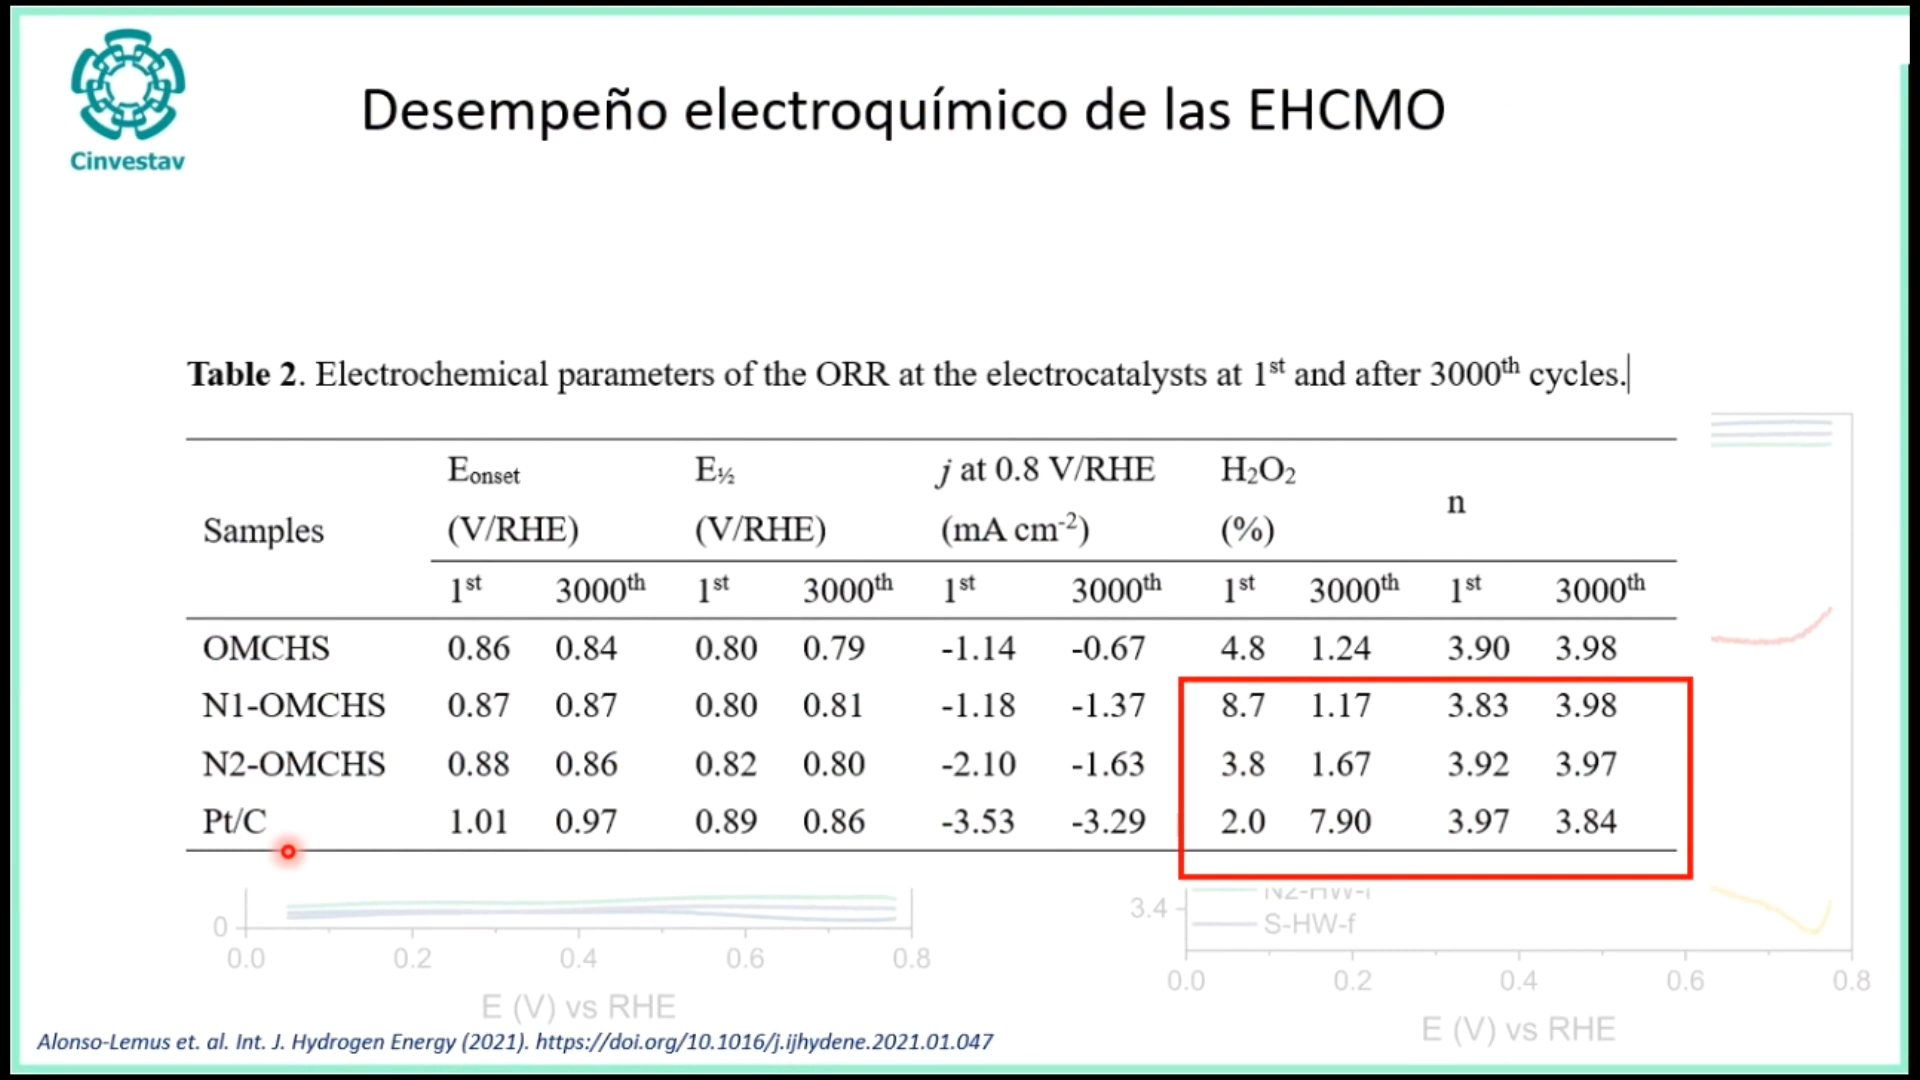 Cinvestav
Desempeño electroquímico de las EHCMO
Table 2. Electrochemical parameters of the ORR at the electrocatalysts at 1st and after 3000th cycles.
Samples Eonset (V/RHE) E½ (V/RHE) j at 0.8 V/RHE (mA cm-2) H2O2 (%) n
1st 3000th 1st 3000th 1st 3000th 1st 3000th 1st 3000th
OMCHS 0.86 0.84 0.80 0.79 -1.14 -0.67 4.8 1.24 3.90 3.98
N1-OMCHS 0.87 0.87 0.80 0.81 -1.18 -1.37 8.7 1.17 3.83 3.98
N2-OMCHS 0.88 0.86 0.82 0.80 -2.10 -1.63 3.8 1.67 3.92 3.97
Pt/C 1.01 0.97 0.89 0.86 -3.53 -3.29 2.0 7.90 3.97 3.84
0
0.0 0.2 0.4 0.6 0.8
E (V) vs RHE
N2-HW-f
3.4
S-HW-f
0.0 0.2 0.4 0.6 0.8
E (V) vs RHE
Alonso-Lemus et. al. Int. J. Hydrogen Energy (2021). https://doi.org/10.1016/j.ijhydene.2021.01.047